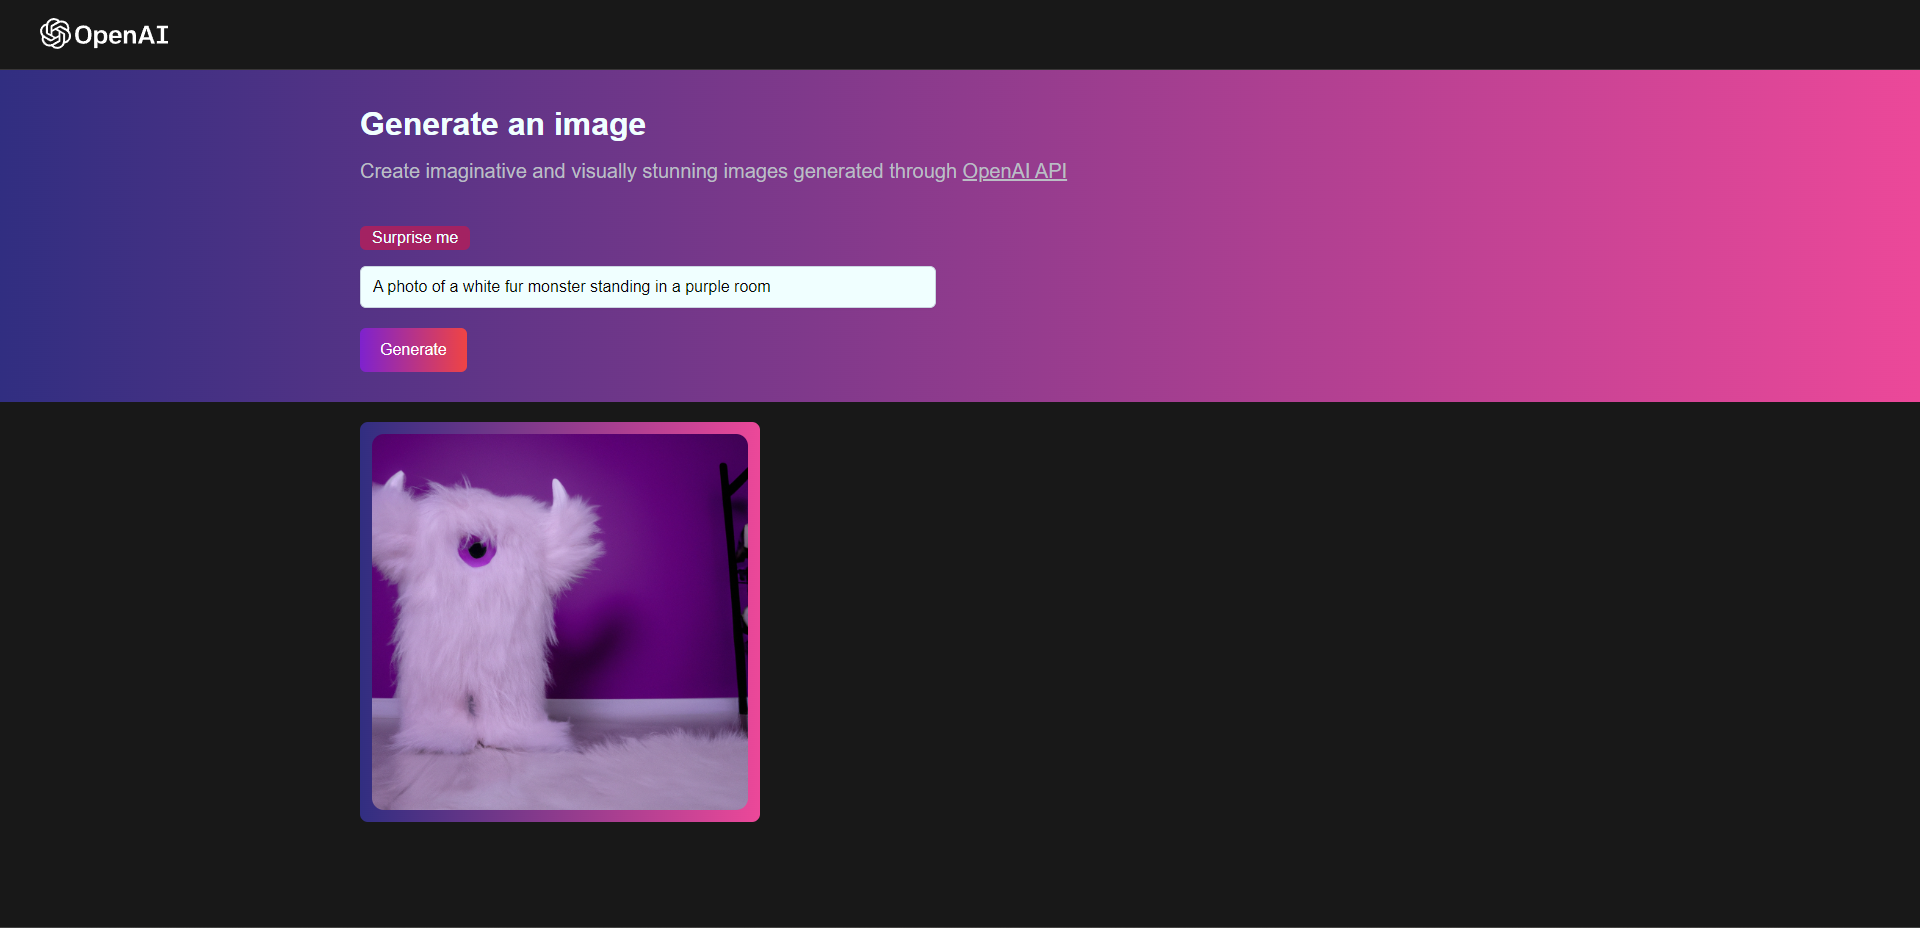 OpenAI
Generate an image
Create imaginative and visually stunning images generated through OpenAI API
Surprise me
A photo of a white fur monster standing in a purple room
Generate